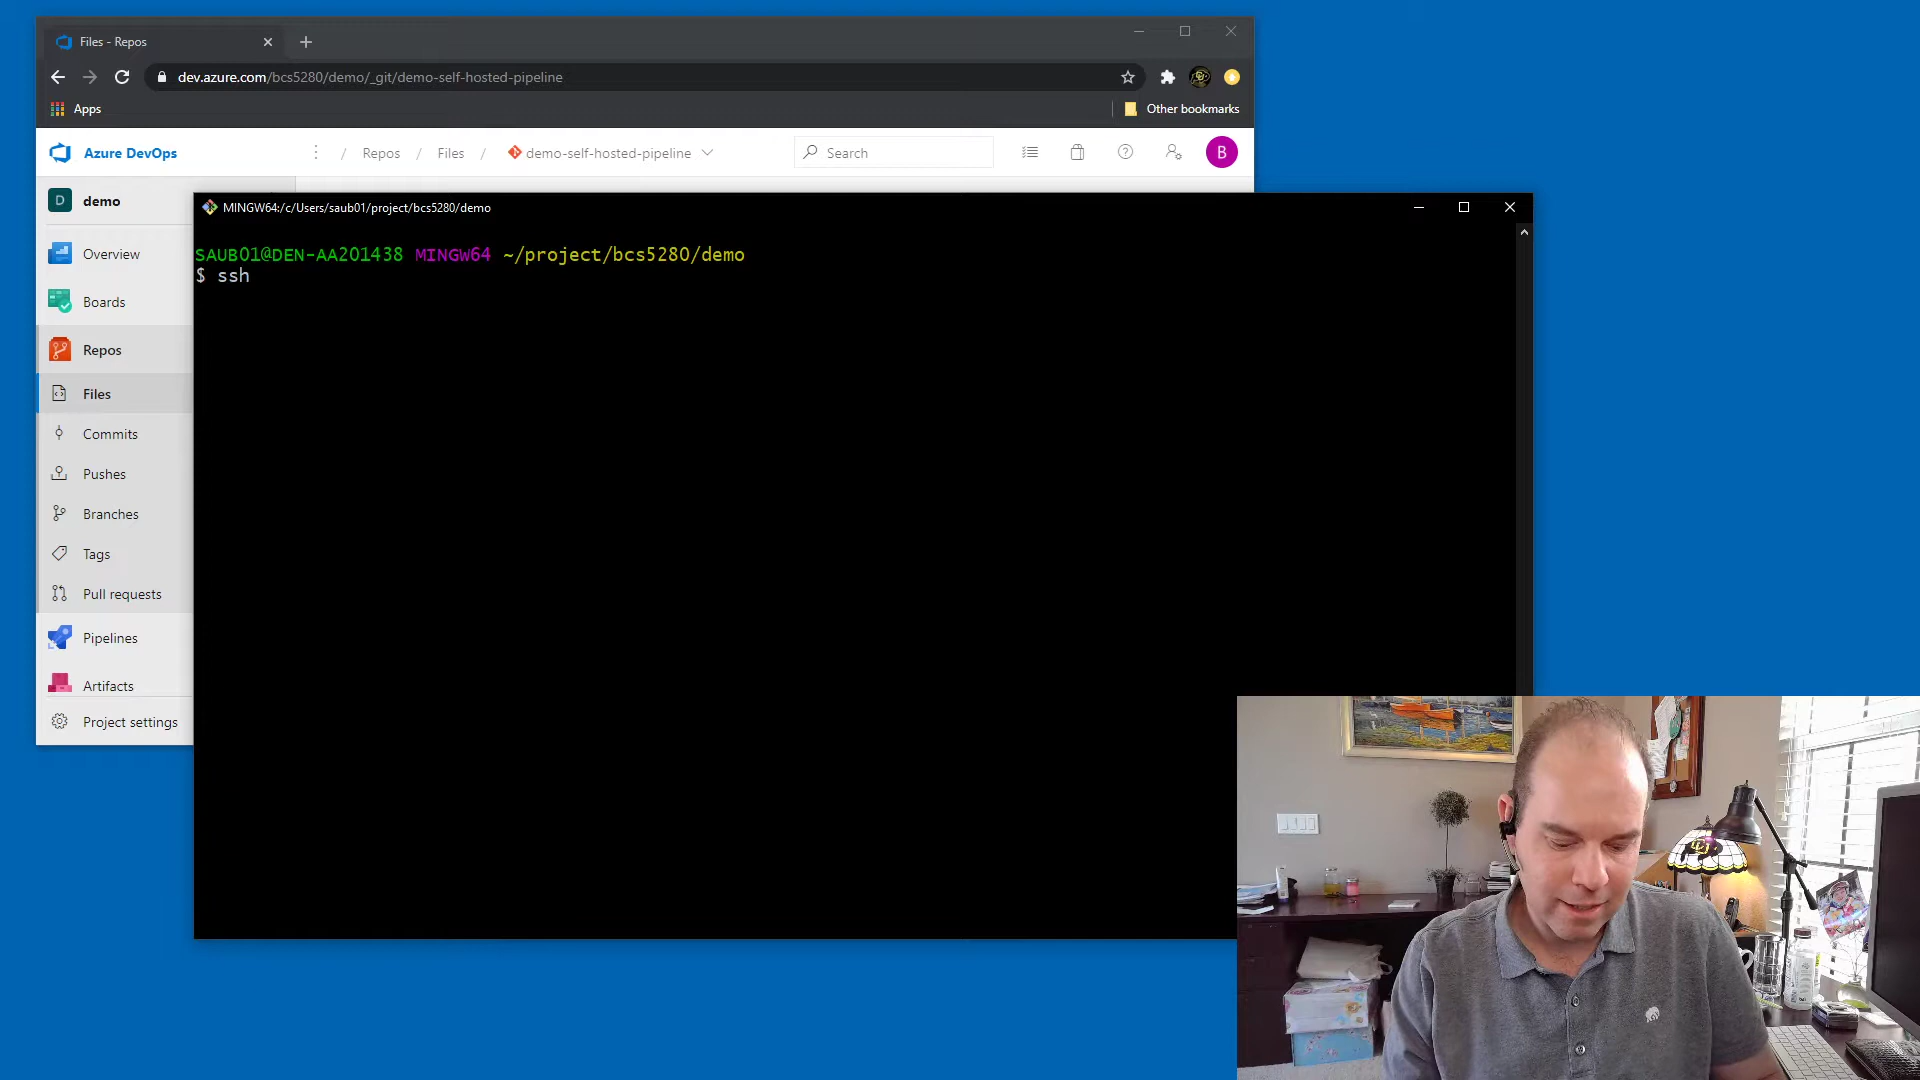 Files - Repos
dev.azure.com/bcs5280/demo/_git/demo-self-hosted-pipeline
Apps
Other bookmarks
Azure DevOps
/ Repos / Files / demo-self-hosted-pipeline
Search
B
D demo
MINGW64:/c/Users/saub01/project/bcs5280/demo
SAUB01@DEN-AA201438 MINGW64 ~/project/bcs5280/demo
$ ssh
Overview
Boards
Repos
Files
Commits
Pushes
Branches
Tags
Pull requests
Pipelines
Artifacts
Project settings